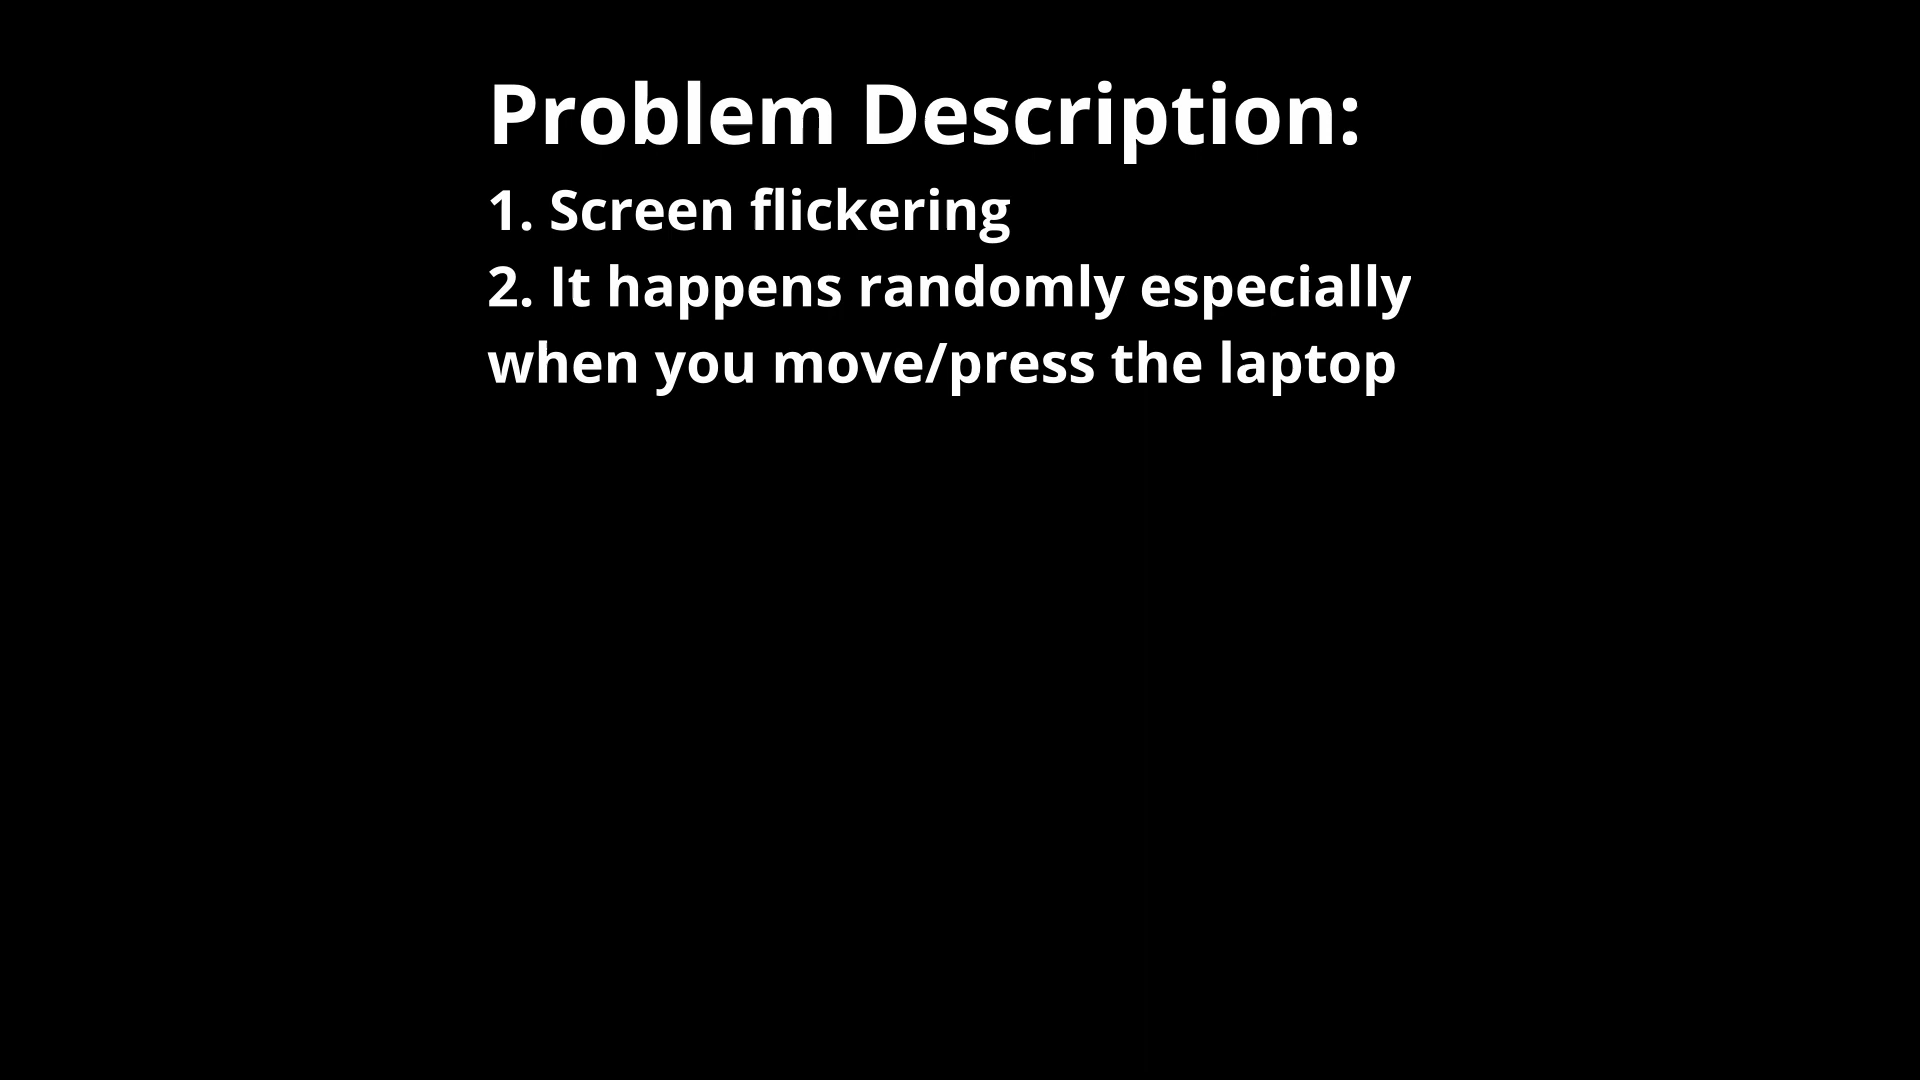 Problem Description:
1. Screen flickering
2. It happens randomly especially
when you move/press the laptop